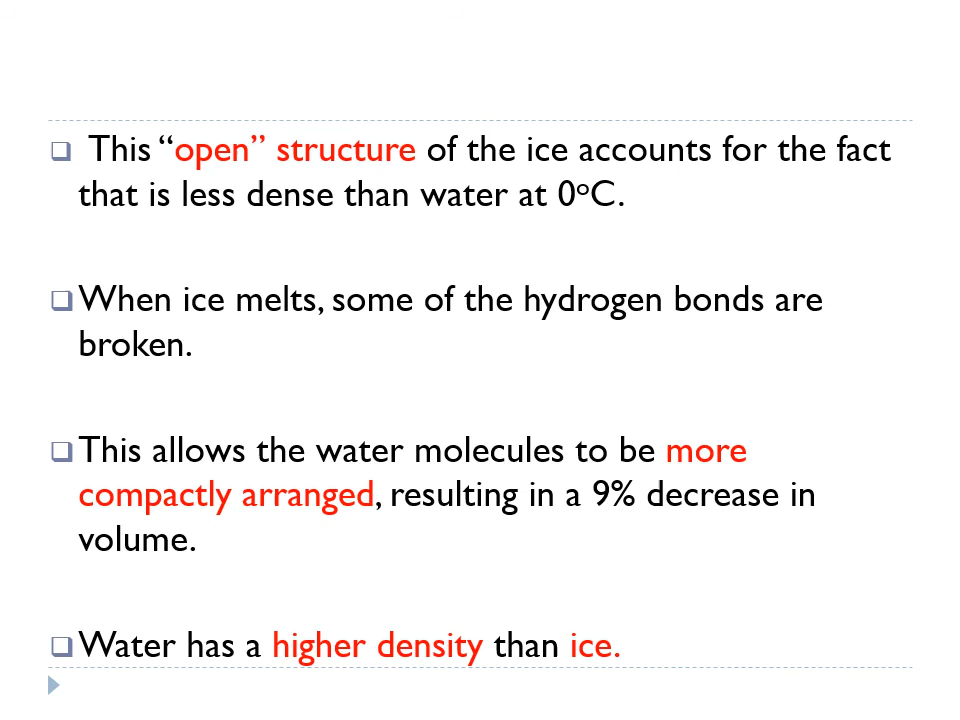 This “open” structure of the ice accounts for the fact
that is less dense than water at 0ºC.
When ice melts, some of the hydrogen bonds are
broken.
This allows the water molecules to be more
compactly arranged, resulting in a 9% decrease in
volume.
Water has a higher density than ice.